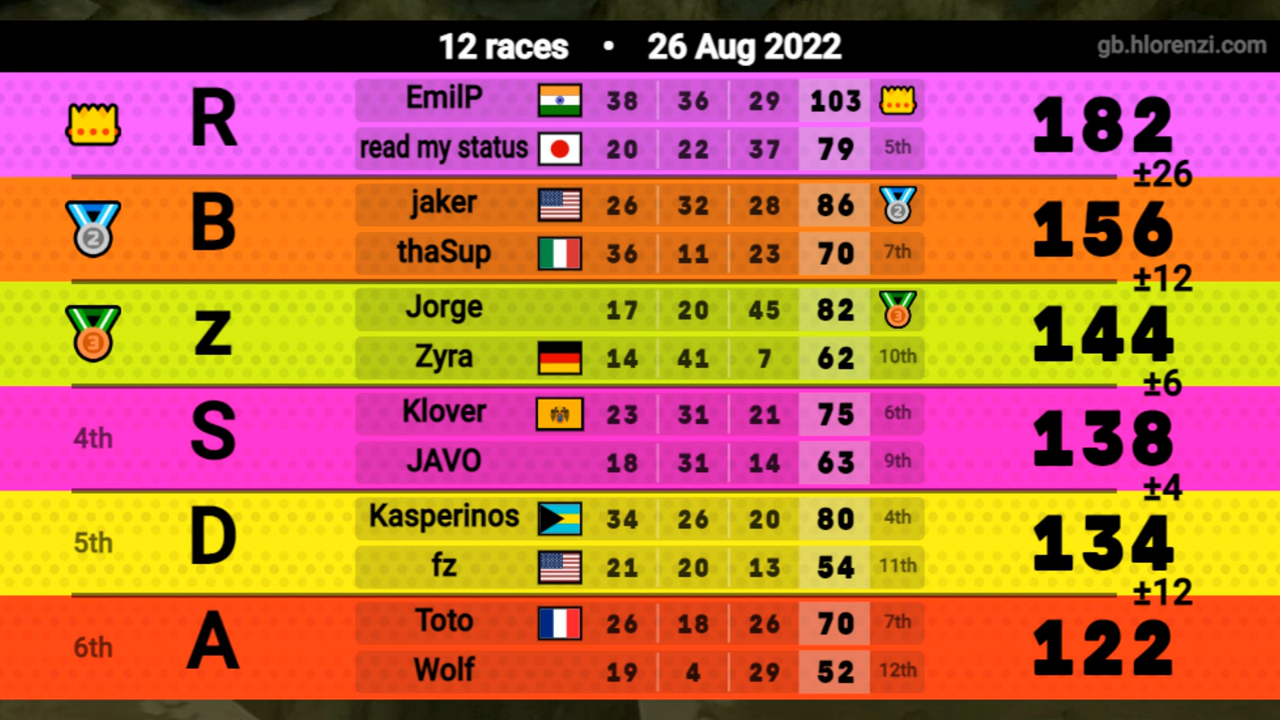 12 races • 26 Aug 2022
gb.hlorenzi.com
R
EmilP 38 36 29 103
read my status 20 22 37 79 5th
182
±26
2 B
jaker 26 32 28 86 2
thaSup 36 11 23 70 7th
156
±12
3 z
Jorge 17 20 45 82 3
Zyra 14 41 7 62 10th
144
±6
4th S
Klover 23 31 21 75 6th
JAVO 18 31 14 63 9th
138
±4
5th D
Kasperinos 34 26 20 80 4th
fz 21 20 13 54 11th
134
±12
6th A
Toto 26 18 26 70 7th
Wolf 19 4 29 52 12th
122